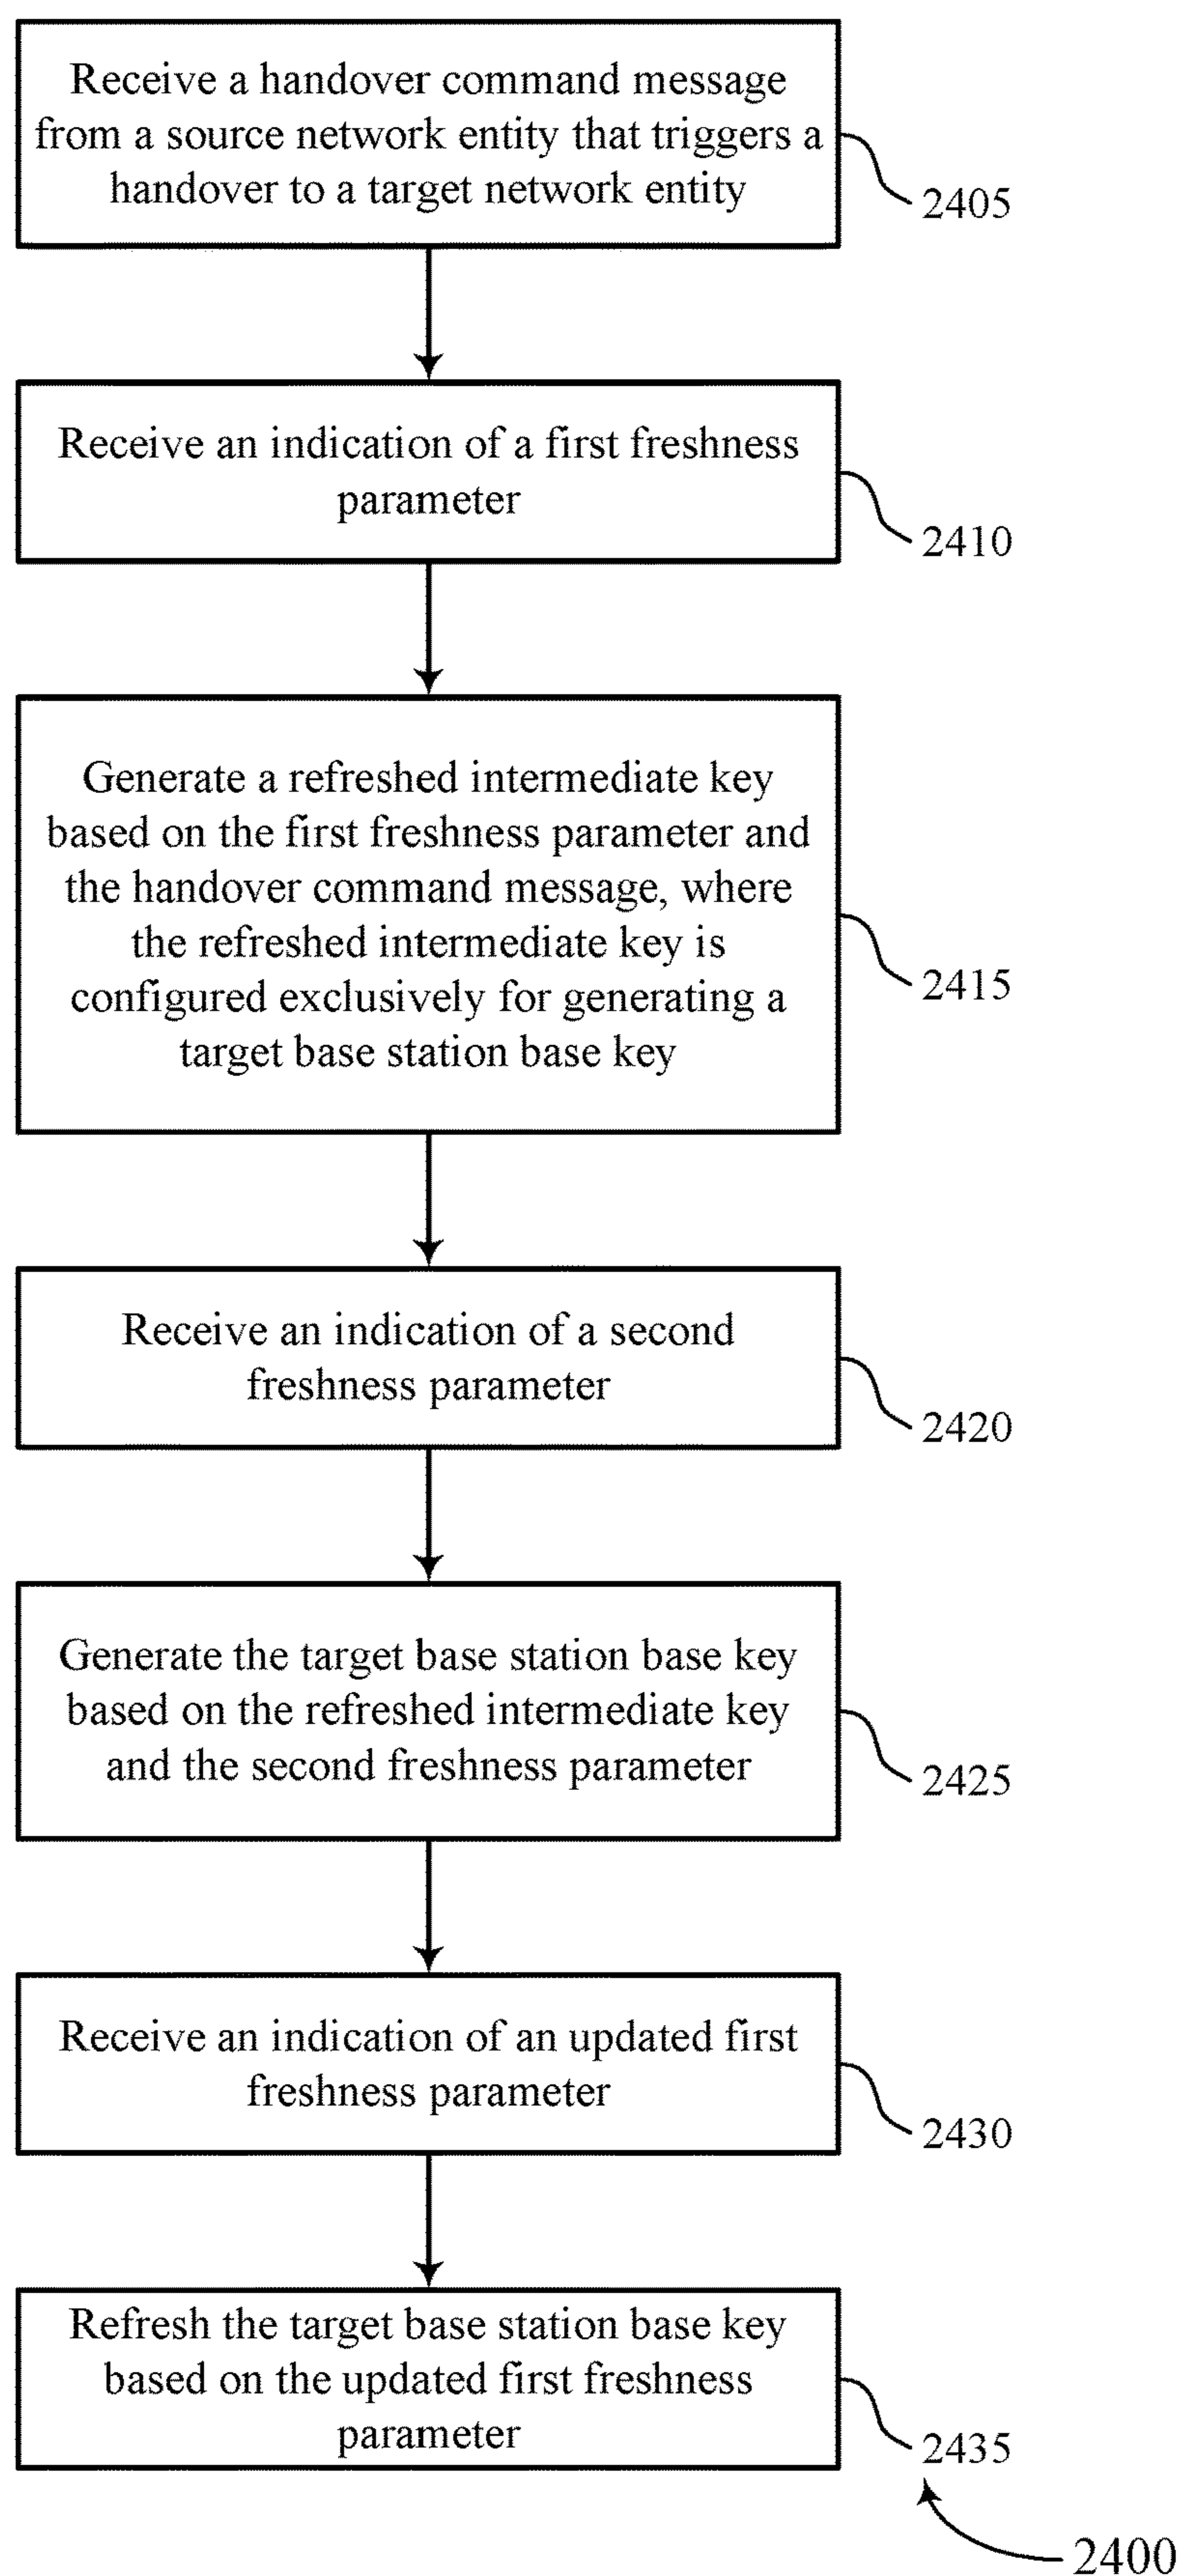 Receive a handover command message
from a source network entity that triggers a
handover to a target network entity
2405
Receive an indication of a first freshness
parameter
2410
Generate a refreshed intermediate key
based on the first freshness parameter and
the handover command message, where
the refreshed intermediate key is
configured exclusively for generating a
target base station base key
2415
Receive an indication of a second
freshness parameter
2420
Generate the target base station base key
based on the refreshed intermediate key
and the second freshness parameter
2425
Receive an indication of an updated first
freshness parameter
2430
Refresh the target base station base key
based on the updated first freshness
parameter
2435
2400